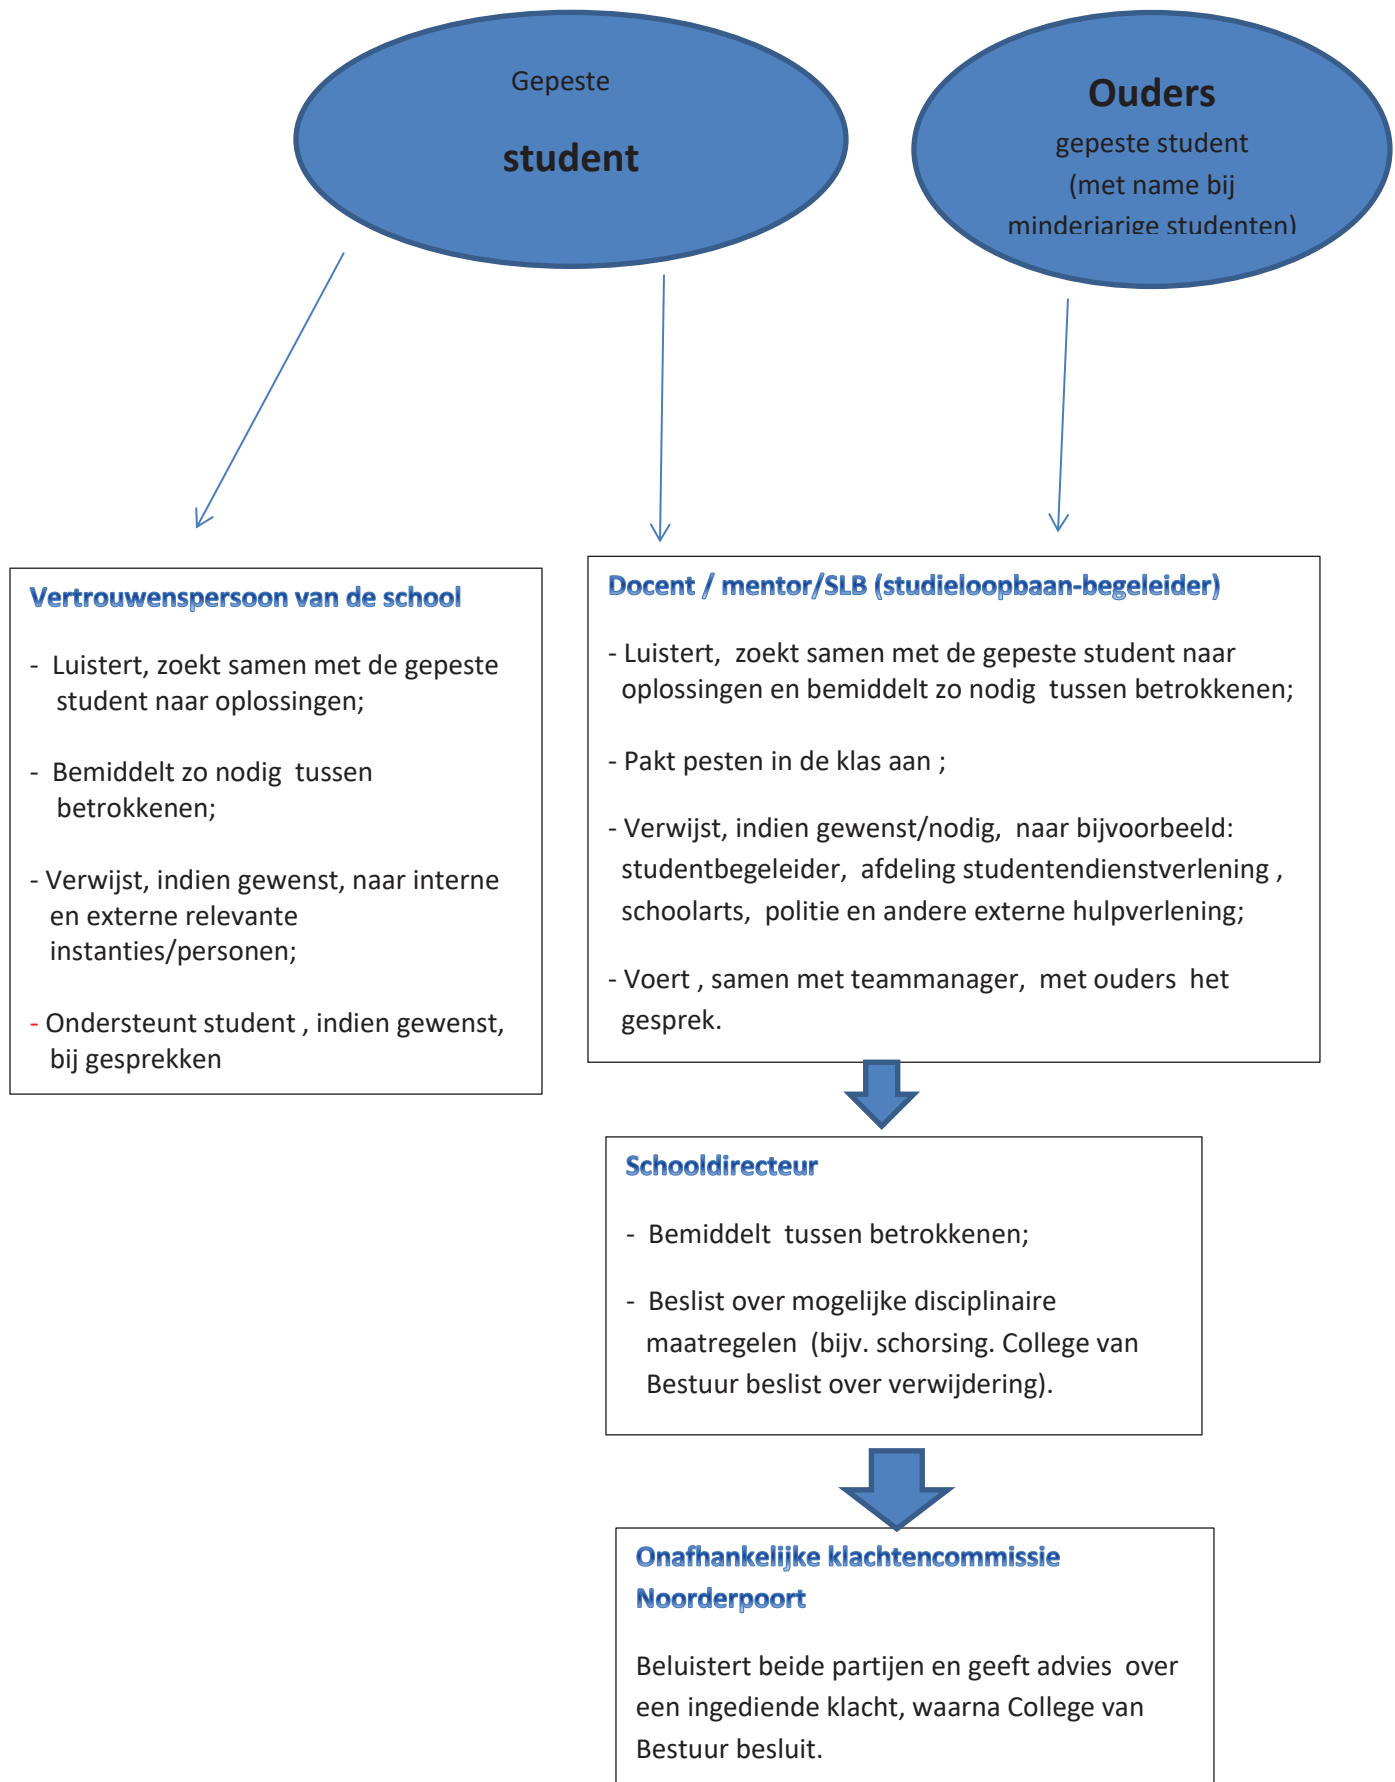 Gepeste
student
Ouders
gepeste student
(met name bij
minderjarige studenten)
Vertrouwenspersoon van de school
- Luistert, zoekt samen met de gepeste
student naar oplossingen;
- Bemiddelt zo nodig tussen
betrokkenen;
- Verwijst, indien gewenst, naar interne
en externe relevante
instanties/personen;
- Ondersteunt student , indien gewenst,
bij gesprekken
Docent / mentor/SLB (studieloopbaan-begeleider)
- Luistert, zoekt samen met de gepeste student naar
oplossingen en bemiddelt zo nodig tussen betrokkenen;
- Pakt pesten in de klas aan ;
- Verwijst, indien gewenst/nodig, naar bijvoorbeeld:
studentbegeleider, afdeling studentendienstverlening ,
schoolarts, politie en andere externe hulpverlening;
- Voert , samen met teammanager, met ouders het
gesprek.
Schooldirecteur
- Bemiddelt tussen betrokkenen;
- Beslist over mogelijke disciplinaire
maatregelen (bijv. schorsing. College van
Bestuur beslist over verwijdering).
Onafhankelijke klachtencommissie
Noorderpoort
Beluistert beide partijen en geeft advies over
een ingediende klacht, waarna College van
Bestuur besluit.